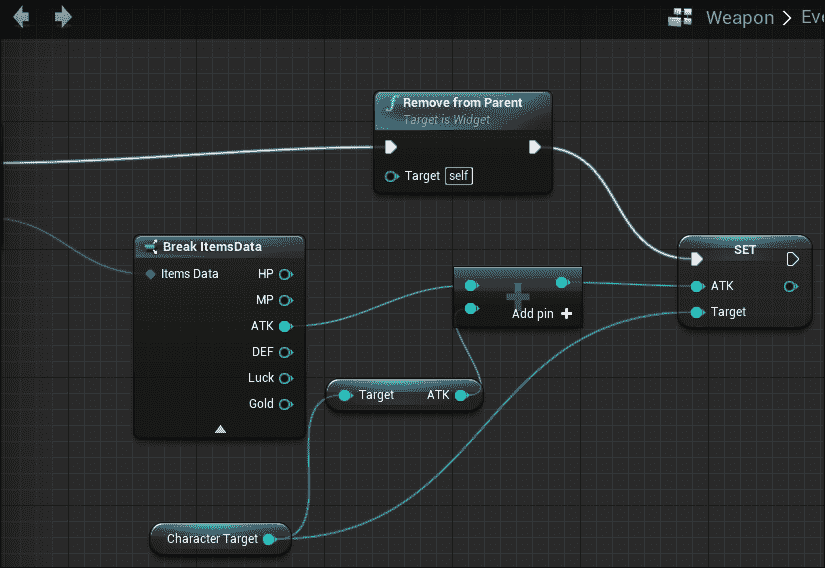 Weapon > Eve
Remove from Parent
Target is Widget
Target self
Break ItemsData
Items Data HP
MP
ATK
DEF
Luck
Gold
Add pin +
SET
ATK
Target
Target ATK
Character Target